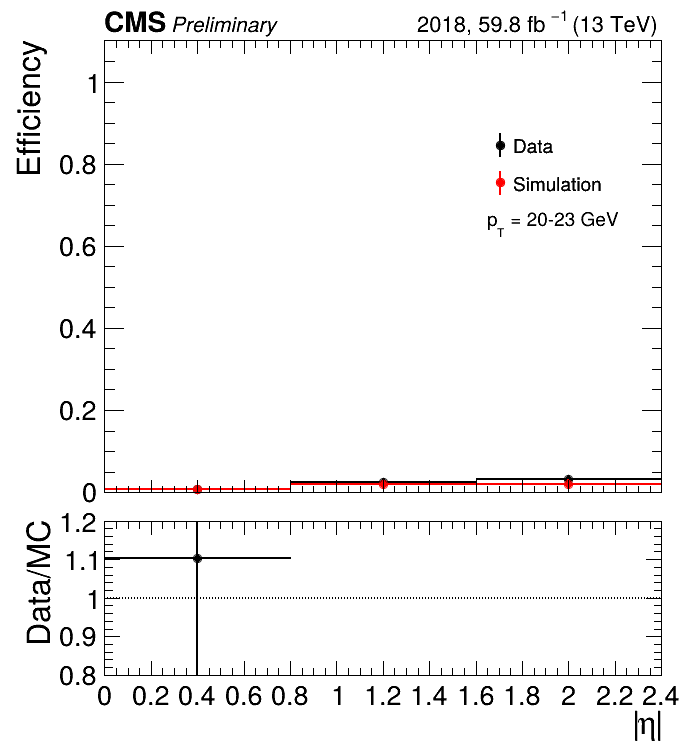 CMS Preliminary 2018, 59.8 fb⁻¹ (13 TeV)
Efficiency
1
0.8
0.6
0.4
0.2
0
Data
Simulation
p_T = 20-23 GeV
Data/MC
1.2
1.1
1
0.9
0.8
0 0.2 0.4 0.6 0.8 1 1.2 1.4 1.6 1.8 2 2.2 2.4
|η|